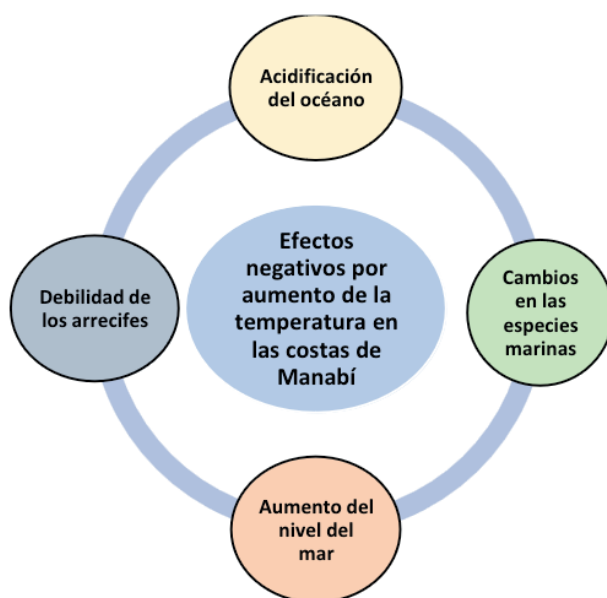 Acidificación
del océano
Efectos
negativos por
aumento de la
temperatura en
las costas de
Manabí
Debilidad de
los arrecifes
Cambios
en las
especies
marinas
Aumento del
nivel del
mar